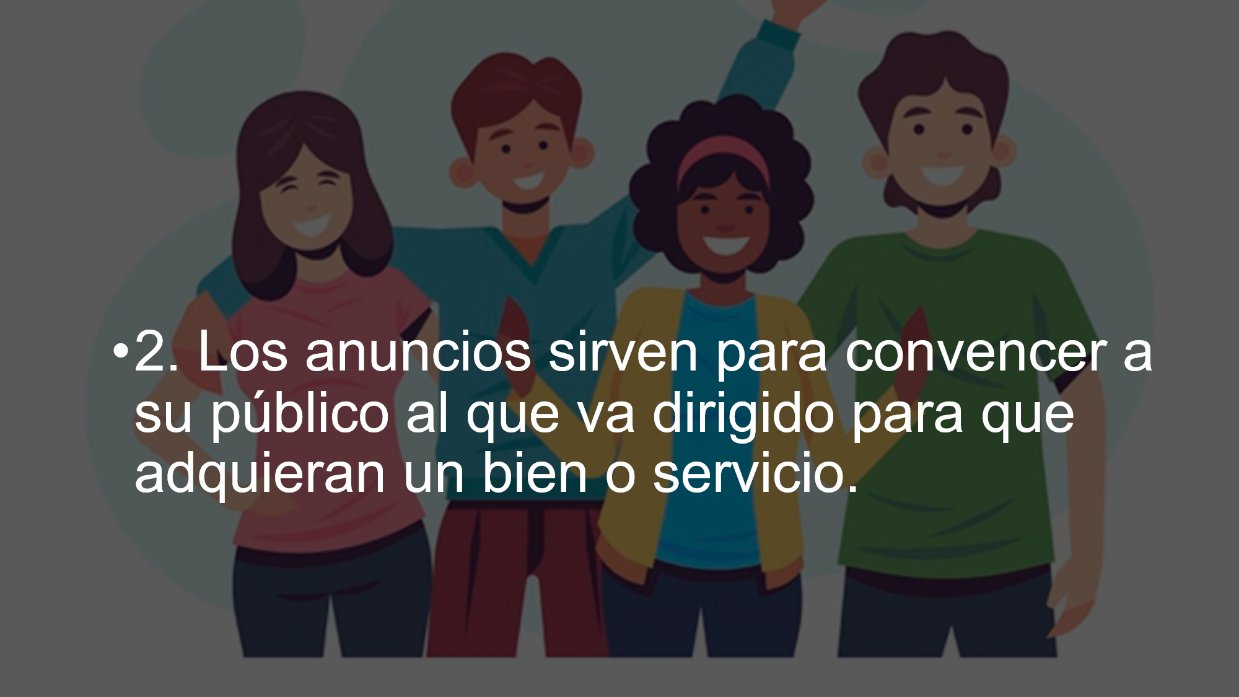 •2. Los anuncios sirven para convencer a
su público al que va dirigido para que
adquieran un bien o servicio.